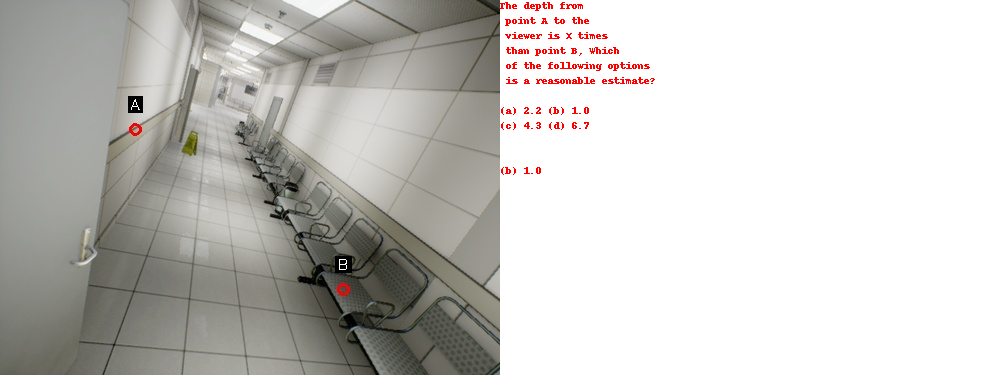 A
B
The depth from
point A to the
viewer is X times
than point B, Which
of the following options
is a reasonable estimate?
(a) 2.2 (b) 1.0
(c) 4.3 (d) 6.7
(b) 1.0